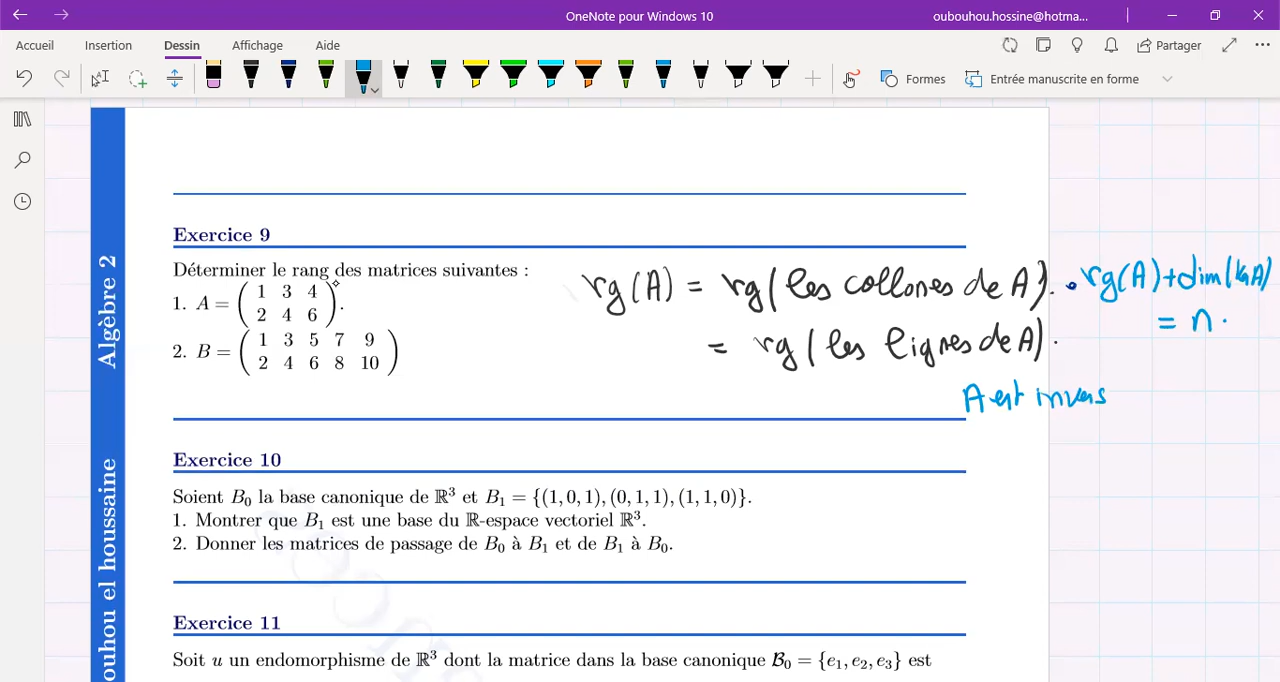 OneNote pour Windows 10
oubouhou.hossine@hotma...
Accueil Insertion Dessin Affichage Aide
Partager
Formes
Entrée manuscrite en forme
Algèbre 2
ouhou el houssaine
Exercice 9
Déterminer le rang des matrices suivantes :
1. A = ( 1 3 4
2 4 6 ) .
2. B = ( 1 3 5 7 9
2 4 6 8 10 )
rg(A) = rg(les collones de A).
= rg(les lignes de A).
• rg(A)+dim(kerA)
= n.
A est invers
Exercice 10
Soient B₀ la base canonique de ℝ³ et B₁ = {(1, 0, 1), (0, 1, 1), (1, 1, 0)}.
1. Montrer que B₁ est une base du ℝ-espace vectoriel ℝ³.
2. Donner les matrices de passage de B₀ à B₁ et de B₁ à B₀.
Exercice 11
Soit u un endomorphisme de ℝ³ dont la matrice dans la base canonique ℬ₀ = {e₁, e₂, e₃} est